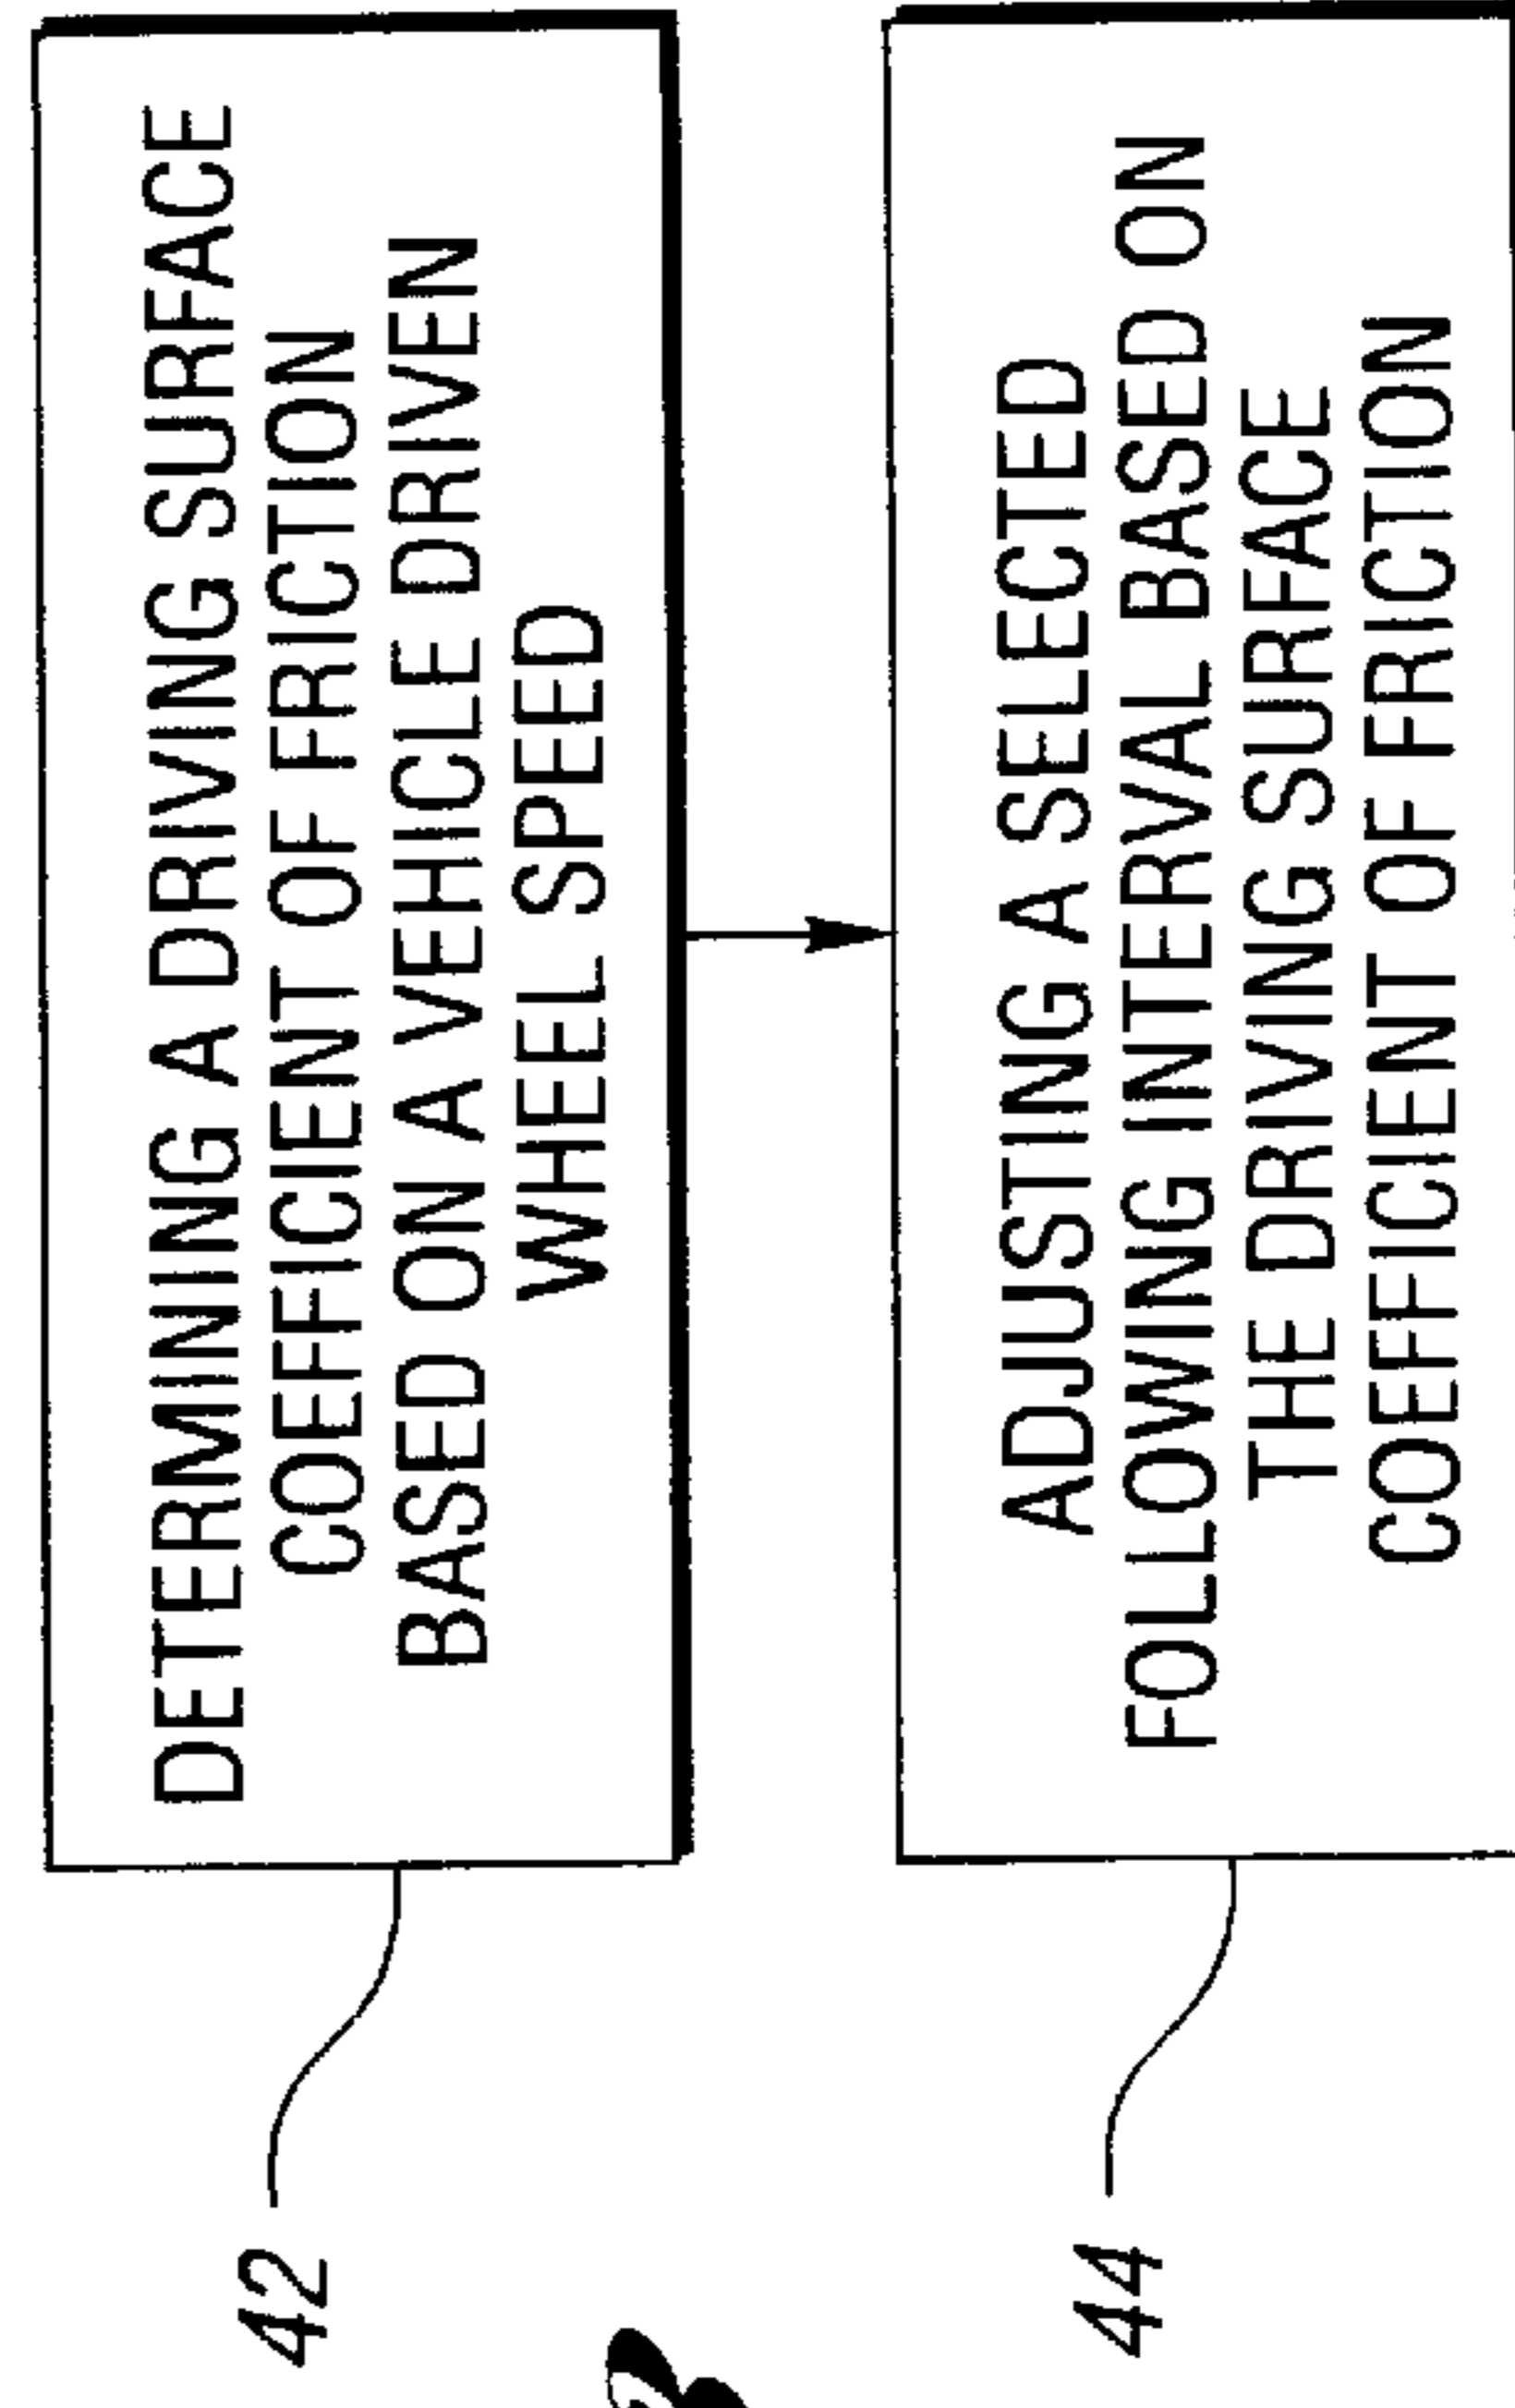 DETERMINING A DRIVING SURFACE
COEFFICIENT OF FRICTION
BASED ON A VEHICLE DRIVEN
WHEEL SPEED
42
ADJUSTING A SELECTED
FOLLOWING INTERVAL BASED ON
THE DRIVING SURFACE
COEFFICIENT OF FRICTION
44